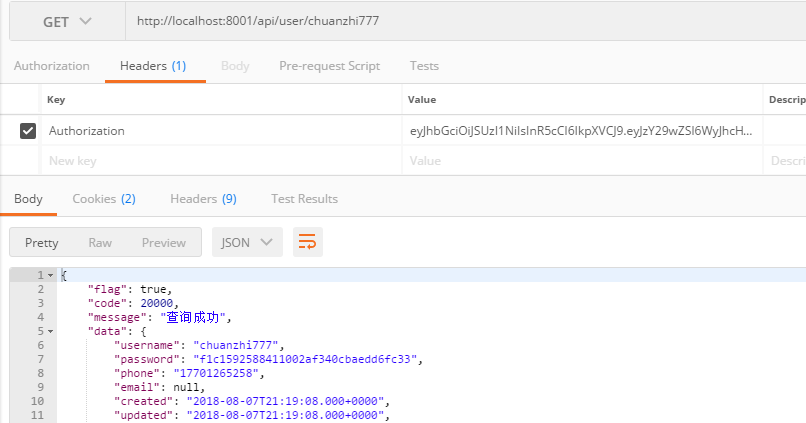 GET http://localhost:8001/api/user/chuanzhi777
Authorization Headers (1) Body Pre-request Script Tests
Key Value Descrip
Authorization eyJhbGciOiJSUzI1NiIsInR5cCI6IkpXVCJ9.eyJzY29wZSI6WyJhcH...
New key Value Descri
Body Cookies (2) Headers (9) Test Results
Pretty Raw Preview JSON
1 {
2 "flag": true,
3 "code": 20000,
4 "message": "查询成功",
5 "data": {
6 "username": "chuanzhi777",
7 "password": "f1c1592588411002af340cbaedd6fc33",
8 "phone": "17701265258",
9 "email": null,
10 "created": "2018-08-07T21:19:08.000+0000",
11 "updated": "2018-08-07T21:19:08.000+0000",